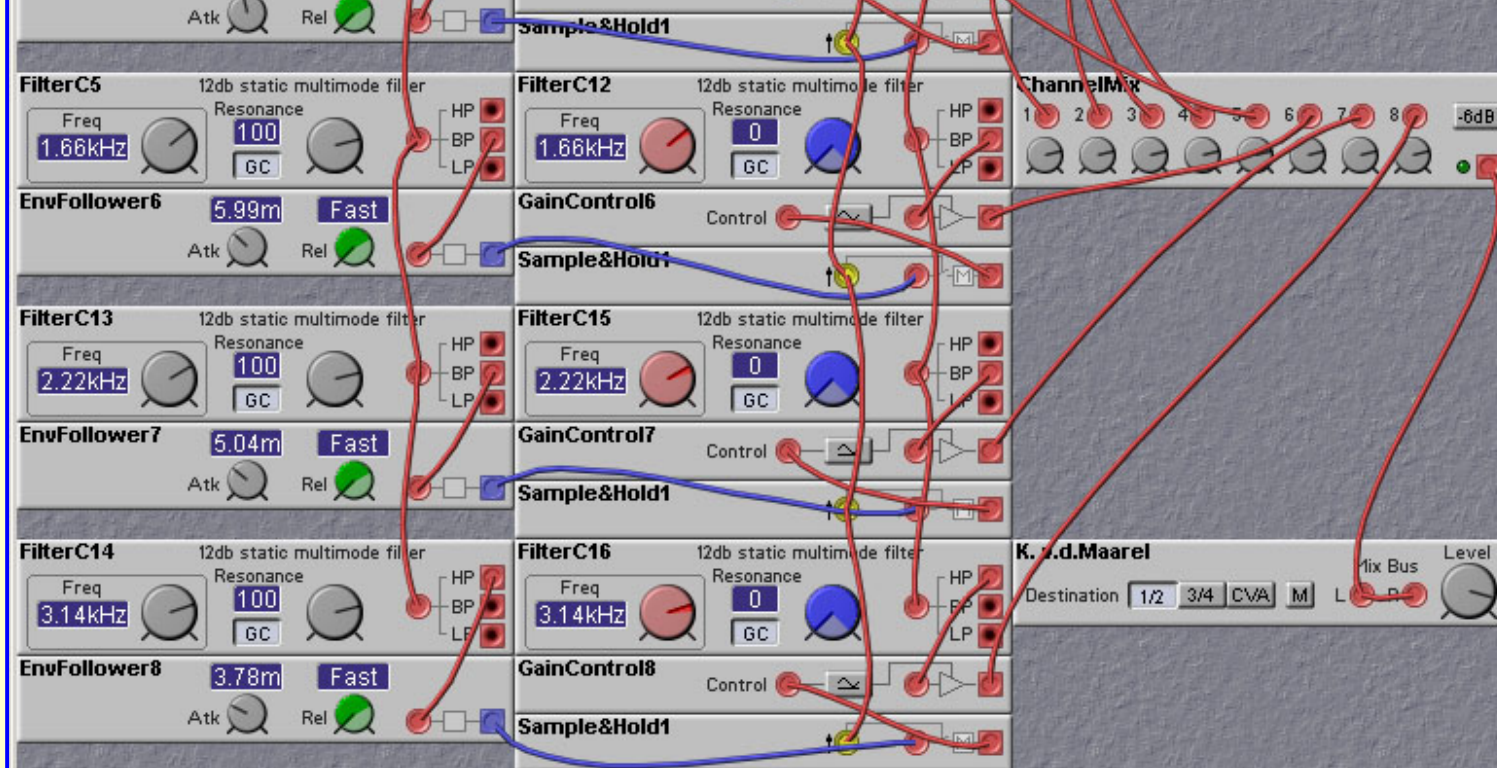 Atk Rel
Sample&Hold1
M
FilterC5 12db static multimode filter
Freq Resonance HP
1.66kHz 100 BP
GC LP
FilterC12 12db static multimode filter
Freq Resonance HP
1.66kHz 0 BP
GC LP
ChannelMix
1 2 3 4 5 6 7 8 -6dB
EnvFollower6 5.99m Fast
Atk Rel
GainControl6
Control
Sample&Hold1
M
FilterC13 12db static multimode filter
Freq Resonance HP
2.22kHz 100 BP
GC LP
FilterC15 12db static multimode filter
Freq Resonance HP
2.22kHz 0 BP
GC LP
EnvFollower7 5.04m Fast
Atk Rel
GainControl7
Control
Sample&Hold1
M
FilterC14 12db static multimode filter
Freq Resonance HP
3.14kHz 100 BP
GC LP
FilterC16 12db static multimode filter
Freq Resonance HP
3.14kHz 0 BP
GC LP
K. v.d.Maarel Mix Bus Level
Destination 1/2 3/4 CVA M L R
EnvFollower8 3.78m Fast
Atk Rel
GainControl8
Control
Sample&Hold1
M